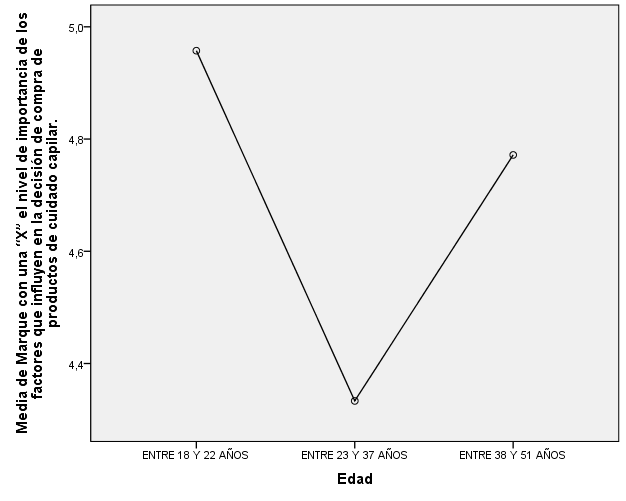 Media de Marque con una “X” el nivel de importancia de los
factores que influyen en la decisión de compra de
productos de cuidado capilar.
5,0
4,8
4,6
4,4
ENTRE 18 Y 22 AÑOS
ENTRE 23 Y 37 AÑOS
ENTRE 38 Y 51 AÑOS
Edad